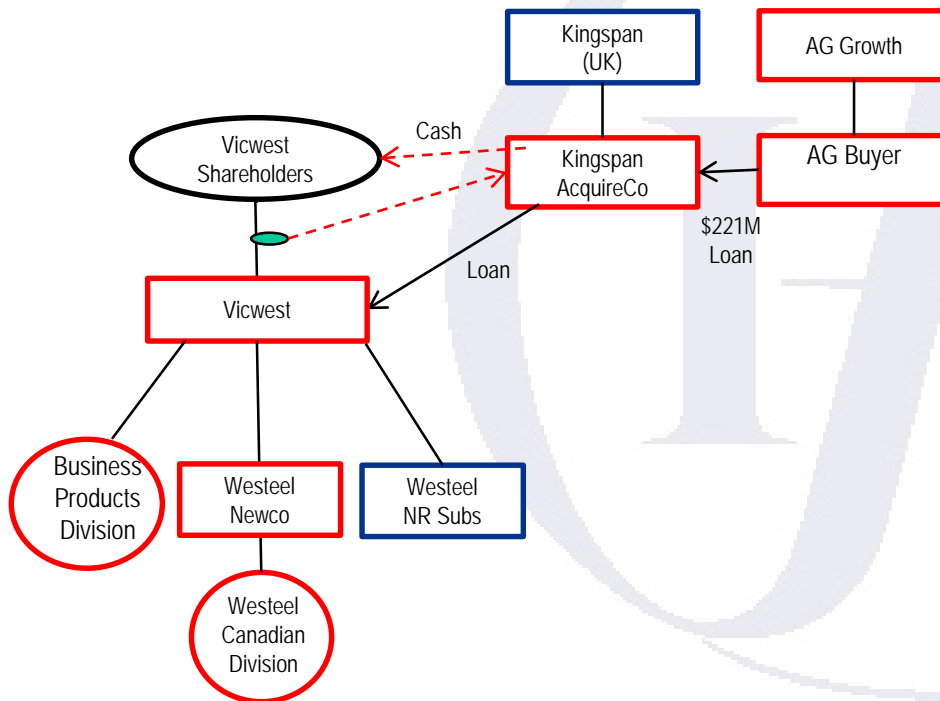 Kingspan
(UK)
AG Growth
Cash
Vicwest
Shareholders
Kingspan
AcquireCo
AG Buyer
$221M
Loan
Loan
Vicwest
Business
Products
Division
Westeel
Newco
Westeel
NR Subs
Westeel
Canadian
Division